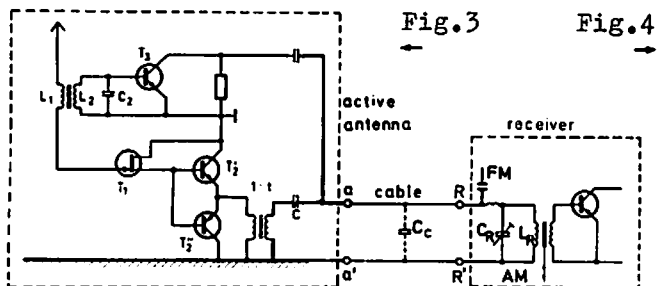 Fig.3
Fig.4
T3
L1
L2
C2
active
antenna
receiver
FM
T1
T2'
1:t
C
a
cable
R
Cc
CR
LR
T2"
a'
R'
AM